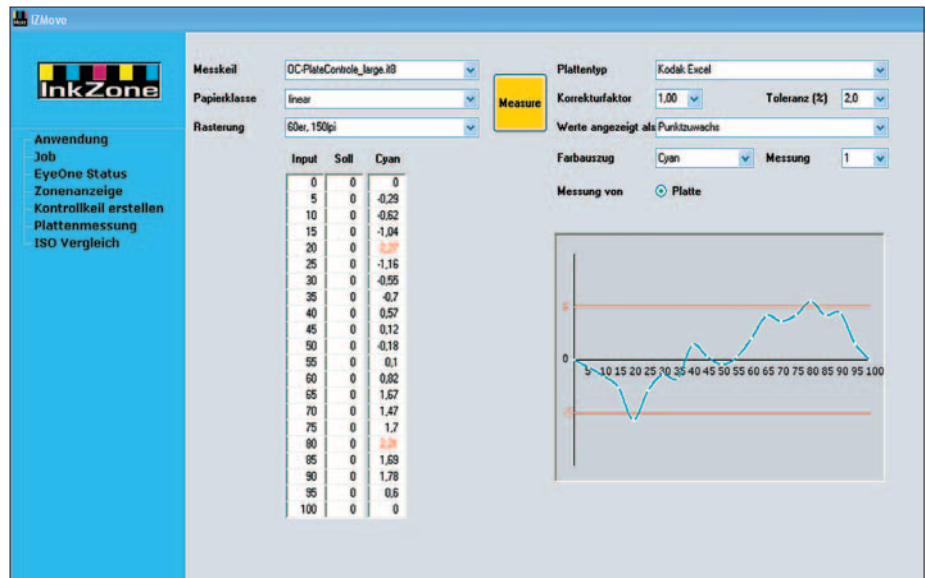 IZMovo
InkZone
Anwendung
Job
EyeOne Status
Zonenanzeige
Kontrollkeil erstellen
Plattenmessung
ISO Vergleich
Messkeil OC-PlateControle_large.it8
Papierklasse linear
Rasterung 60er, 150lpi
Measure
Plattentyp Kodak Excel
Korrekturfaktor 1,00 Toleranz (%) 2,0
Werte angezeigt als Punktzuwachs
Farbauszug Cyan Messung 1
Messung von Platte
Input Soll Cyan
0 0 0
5 0 -0,29
10 0 -0,62
15 0 -1,04
20 0
25 0 -1,16
30 0 -0,55
35 0 -0,7
40 0 0,57
45 0 0,12
50 0 -0,18
55 0 0,1
60 0 0,82
65 0 1,67
70 0 1,47
75 0 1,7
80 0
85 0 1,69
90 0 1,78
95 0 0,6
100 0 0
0
5 10 15 20 25 30 35 40 45 50 55 60 65 70 75 80 85 90 95 100